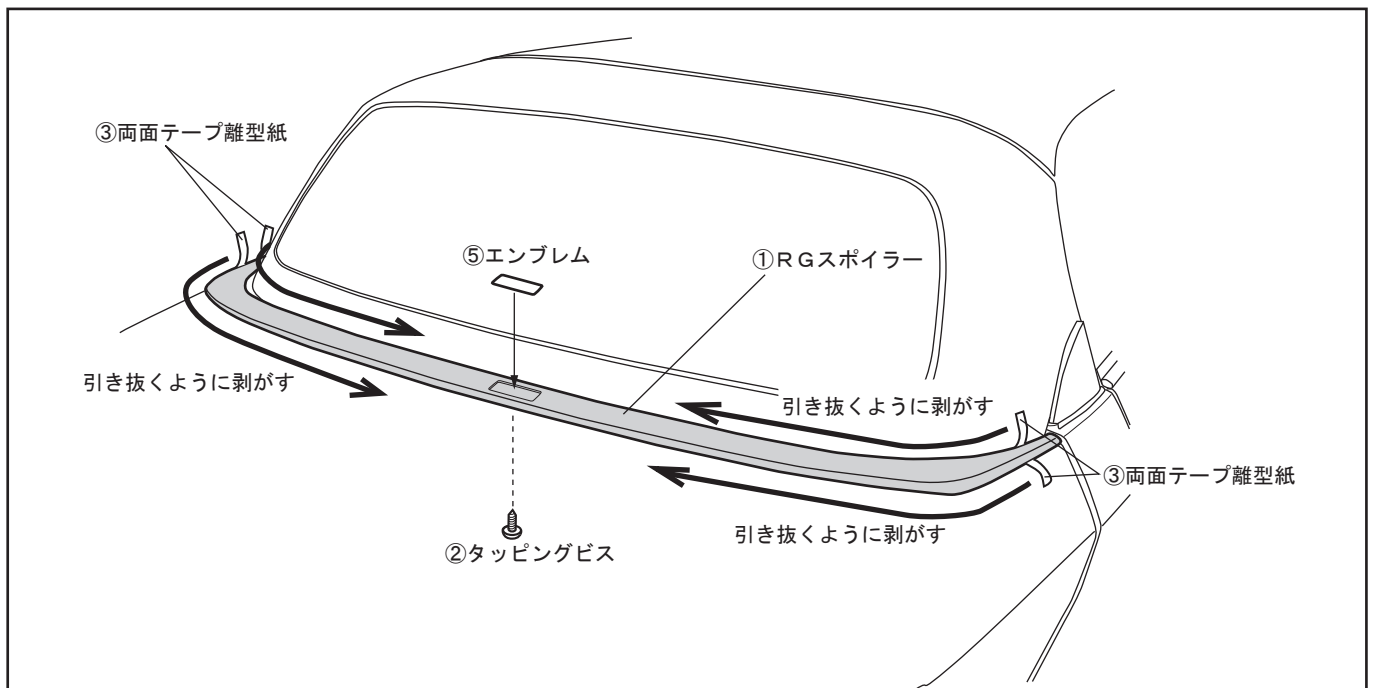 ③両面テープ離型紙
⑤エンブレム
①ＲＧスポイラー
引き抜くように剥がす
引き抜くように剥がす
③両面テープ離型紙
引き抜くように剥がす
②タッピングビス